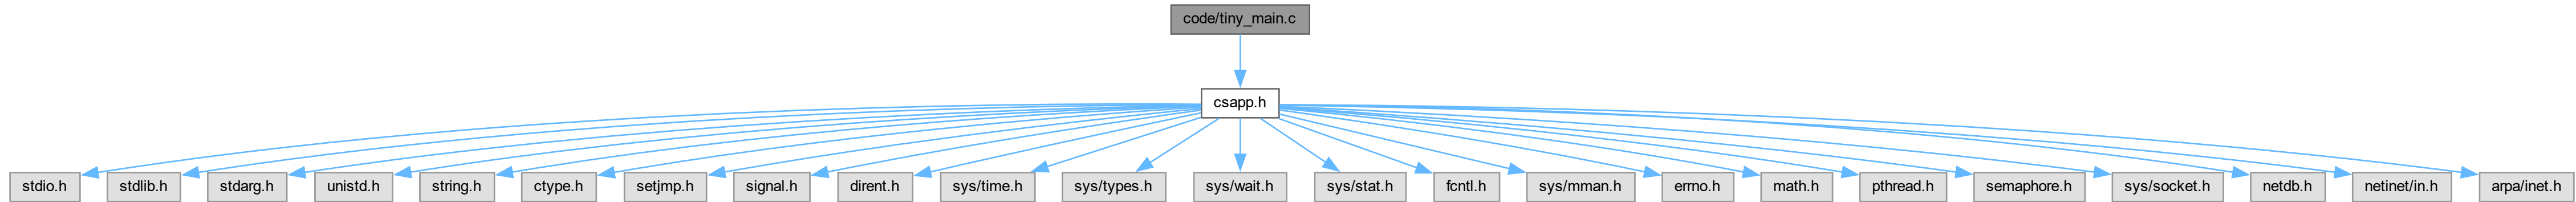 code/tiny_main.c
csapp.h
stdio.h
stdlib.h
stdarg.h
unistd.h
string.h
ctype.h
setjmp.h
signal.h
dirent.h
sys/time.h
sys/types.h
sys/wait.h
sys/stat.h
fcntl.h
sys/mman.h
errno.h
math.h
pthread.h
semaphore.h
sys/socket.h
netdb.h
netinet/in.h
arpa/inet.h